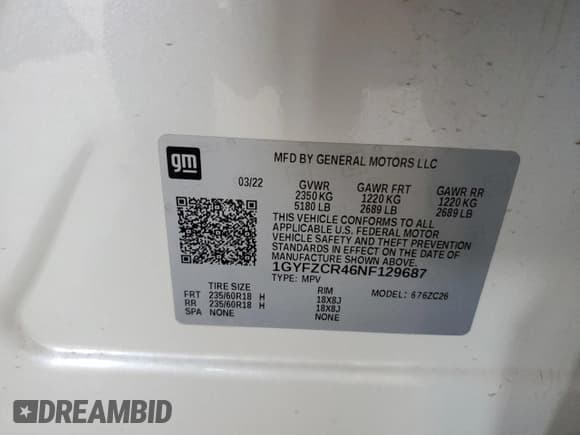 gm
MFD BY GENERAL MOTORS LLC
03/22 GVWR GAWR FRT GAWR RR
2350 KG 1220 KG 1220 KG
5180 LB 2689 LB 2689 LB
THIS VEHICLE CONFORMS TO ALL
APPLICABLE U.S. FEDERAL MOTOR
VEHICLE SAFETY AND THEFT PREVENTION
STANDARDS IN EFFECT ON THE DATE OF
MANUFACTURE SHOWN ABOVE.
1GYFZCR46NF129687
TYPE: MPV MODEL: 676ZC26
TIRE SIZE RIM
FRT 235/60R18 H 18X8J
RR 235/60R18 H 18X8J
SPA NONE NONE
DREAMBID